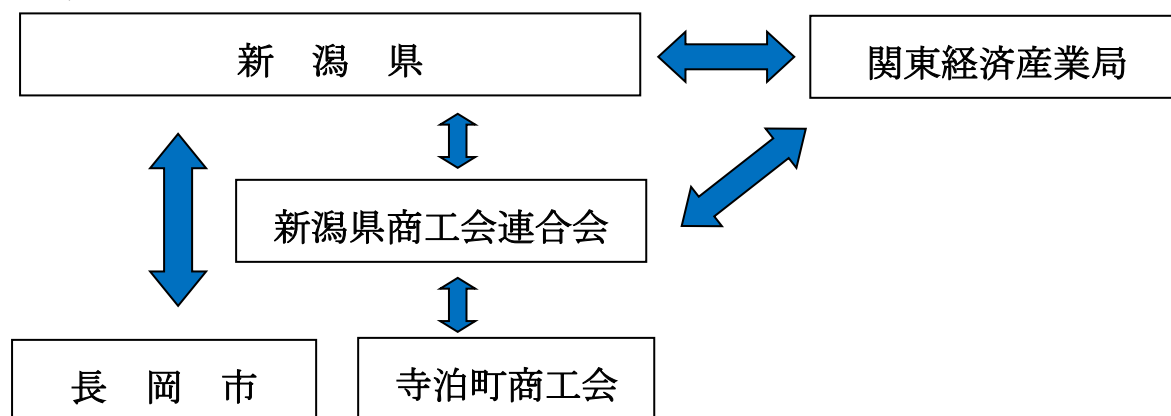 新　潟　県
関東経済産業局
新潟県商工会連合会
長　岡　市
寺泊町商工会